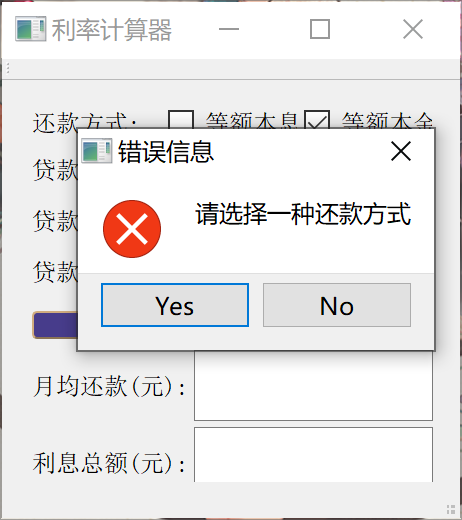 利率计算器
还款方式: 等额本息 等额本金
错误信息
贷款
请选择一种还款方式
贷款
贷款
Yes No
月均还款(元):
利息总额(元):